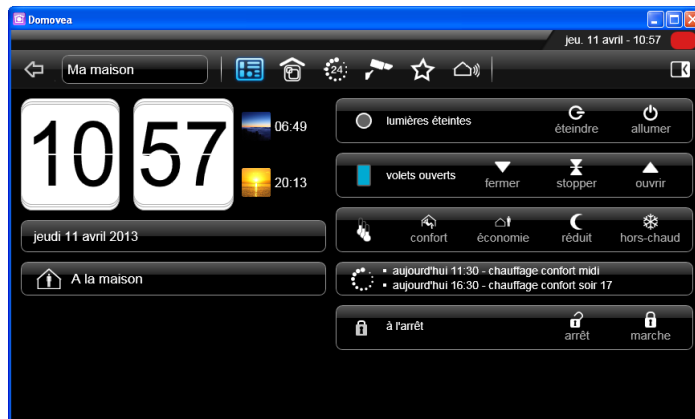 Domovea
jeu. 11 avril - 10:57
Ma maison
24
10 57
06:49
20:13
jeudi 11 avril 2013
A la maison
lumières éteintes
éteindre
allumer
volets ouverts
fermer
stopper
ouvrir
confort
économie
réduit
hors-chaud
aujourd'hui 11:30 - chauffage confort midi
aujourd'hui 16:30 - chauffage confort soir 17
à l'arrêt
arrêt
marche